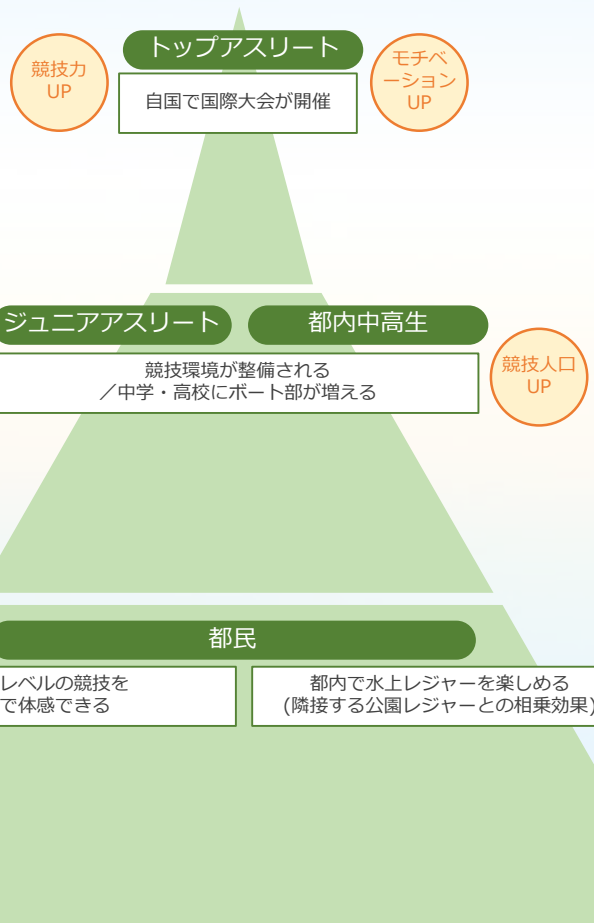 トップアスリート
競技力
UP
モチベ
ーション
UP
自国で国際大会が開催
ジュニアアスリート
都内中高生
競技環境が整備される
／中学・高校にボート部が増える
競技人口
UP
都民
レベルの競技を
で体感できる
都内で水上レジャーを楽しめる
(隣接する公園レジャーとの相乗効果)